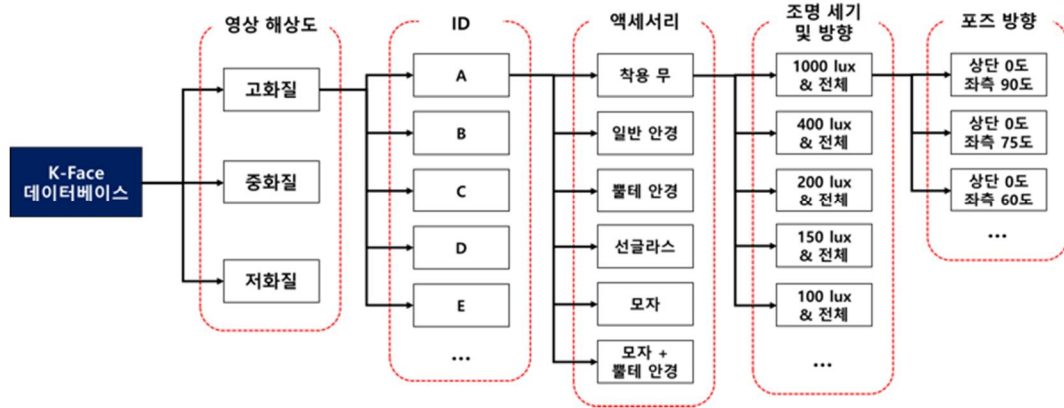 K-Face
데이터베이스
영상 해상도
고화질
중화질
저화질
ID
A
B
C
D
E
...
액세서리
착용 무
일반 안경
뿔테 안경
선글라스
모자
모자 +
뿔테 안경
조명 세기
및 방향
1000 lux
& 전체
400 lux
& 전체
200 lux
& 전체
150 lux
& 전체
100 lux
& 전체
...
포즈 방향
상단 0도
좌측 90도
상단 0도
좌측 75도
상단 0도
좌측 60도
...